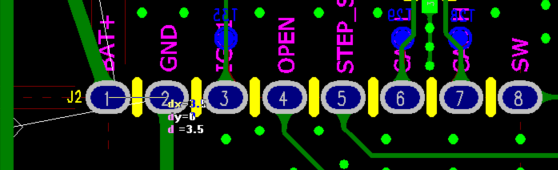 BAT+
GND
OPEN
STEP_S
SW
J2
1
2
3
4
5
6
7
8
dx=3.5
dy=0
d =3.5